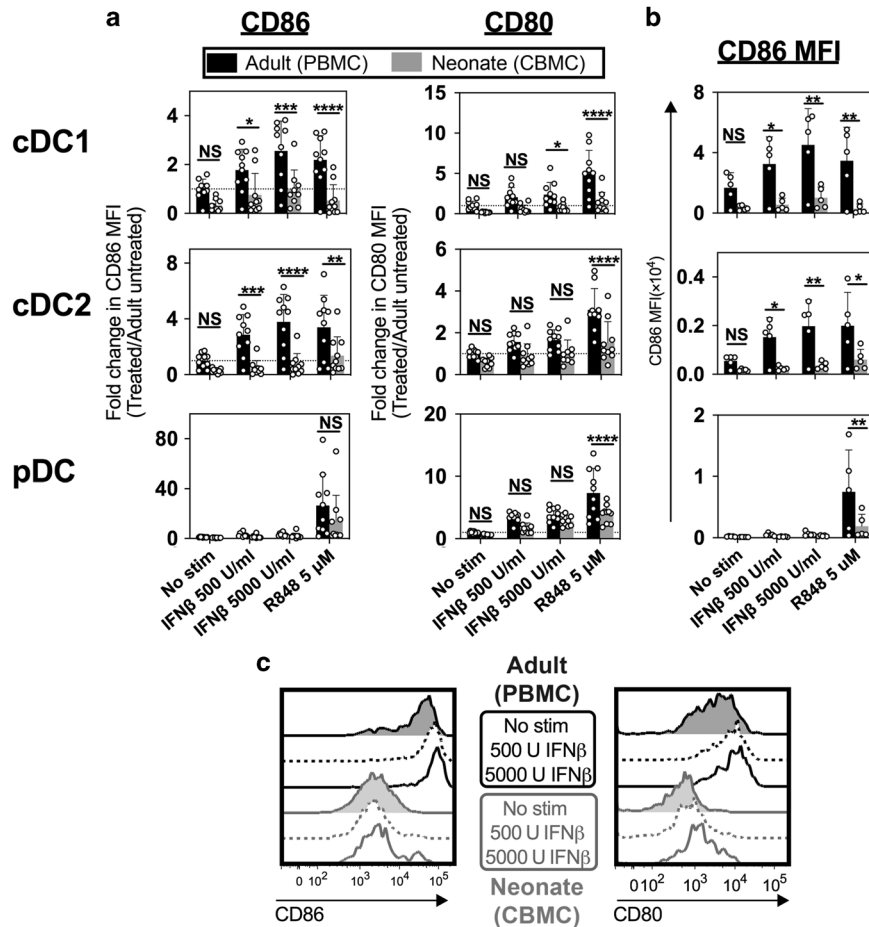 a
CD86
CD80
b
CD86 MFI
Adult (PBMC)
Neonate (CBMC)
cDC1
cDC2
pDC
Fold change in CD86 MFI
(Treated/Adult untreated)
4
2
0
NS
*
***
****
8
4
0
NS
***
****
**
80
40
0
NS
No stim
IFNβ 500 U/ml
IFNβ 5000 U/ml
R848 5 µM
Fold change in CD80 MFI
(Treated/Adult untreated)
15
10
5
0
NS
NS
*
****
6
4
2
0
NS
NS
NS
****
20
10
0
NS
NS
NS
****
No stim
IFNβ 500 U/ml
IFNβ 5000 U/ml
R848 5 µM
CD86 MFI(×10⁴)
8
4
0
NS
*
**
**
0.4
0.2
0.0
NS
*
**
*
2
1
0
**
No stim
IFNβ 500 U/ml
IFNβ 5000 U/ml
R848 5 uM
c
Adult
(PBMC)
No stim
500 U IFNβ
5000 U IFNβ
No stim
500 U IFNβ
5000 U IFNβ
Neonate
(CBMC)
0 10² 10³ 10⁴ 10⁵
CD86
0 10² 10³ 10⁴ 10⁵
CD80